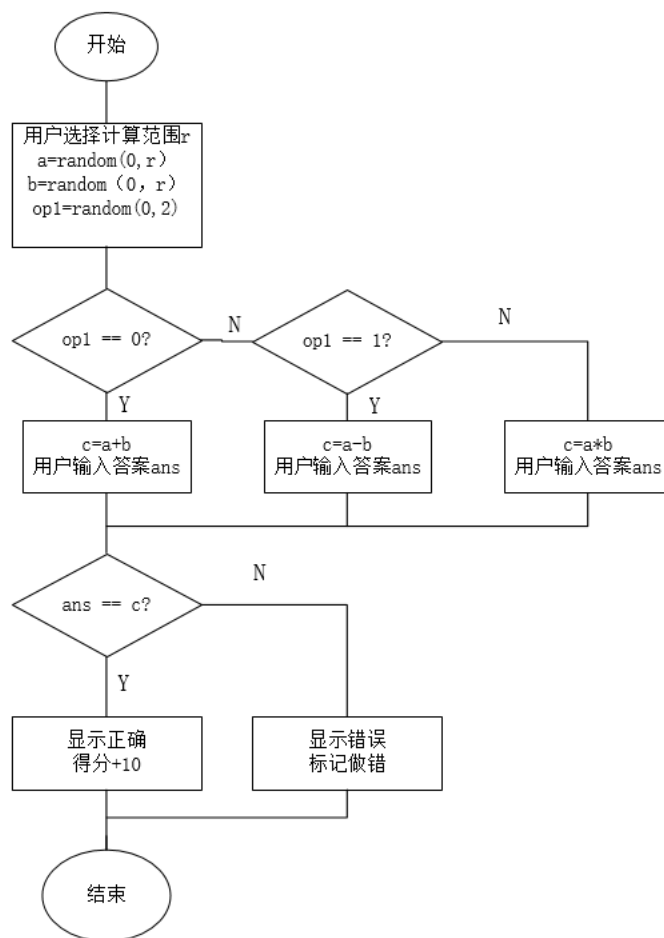 开始
用户选择计算范围r
a=random(0,r)
b=random（0，r)
op1=random(0,2)
op1 == 0?
N
op1 == 1?
N
Y
Y
c=a+b
用户输入答案ans
c=a-b
用户输入答案ans
c=a*b
用户输入答案ans
ans == c?
N
Y
显示正确
得分+10
显示错误
标记做错
结束